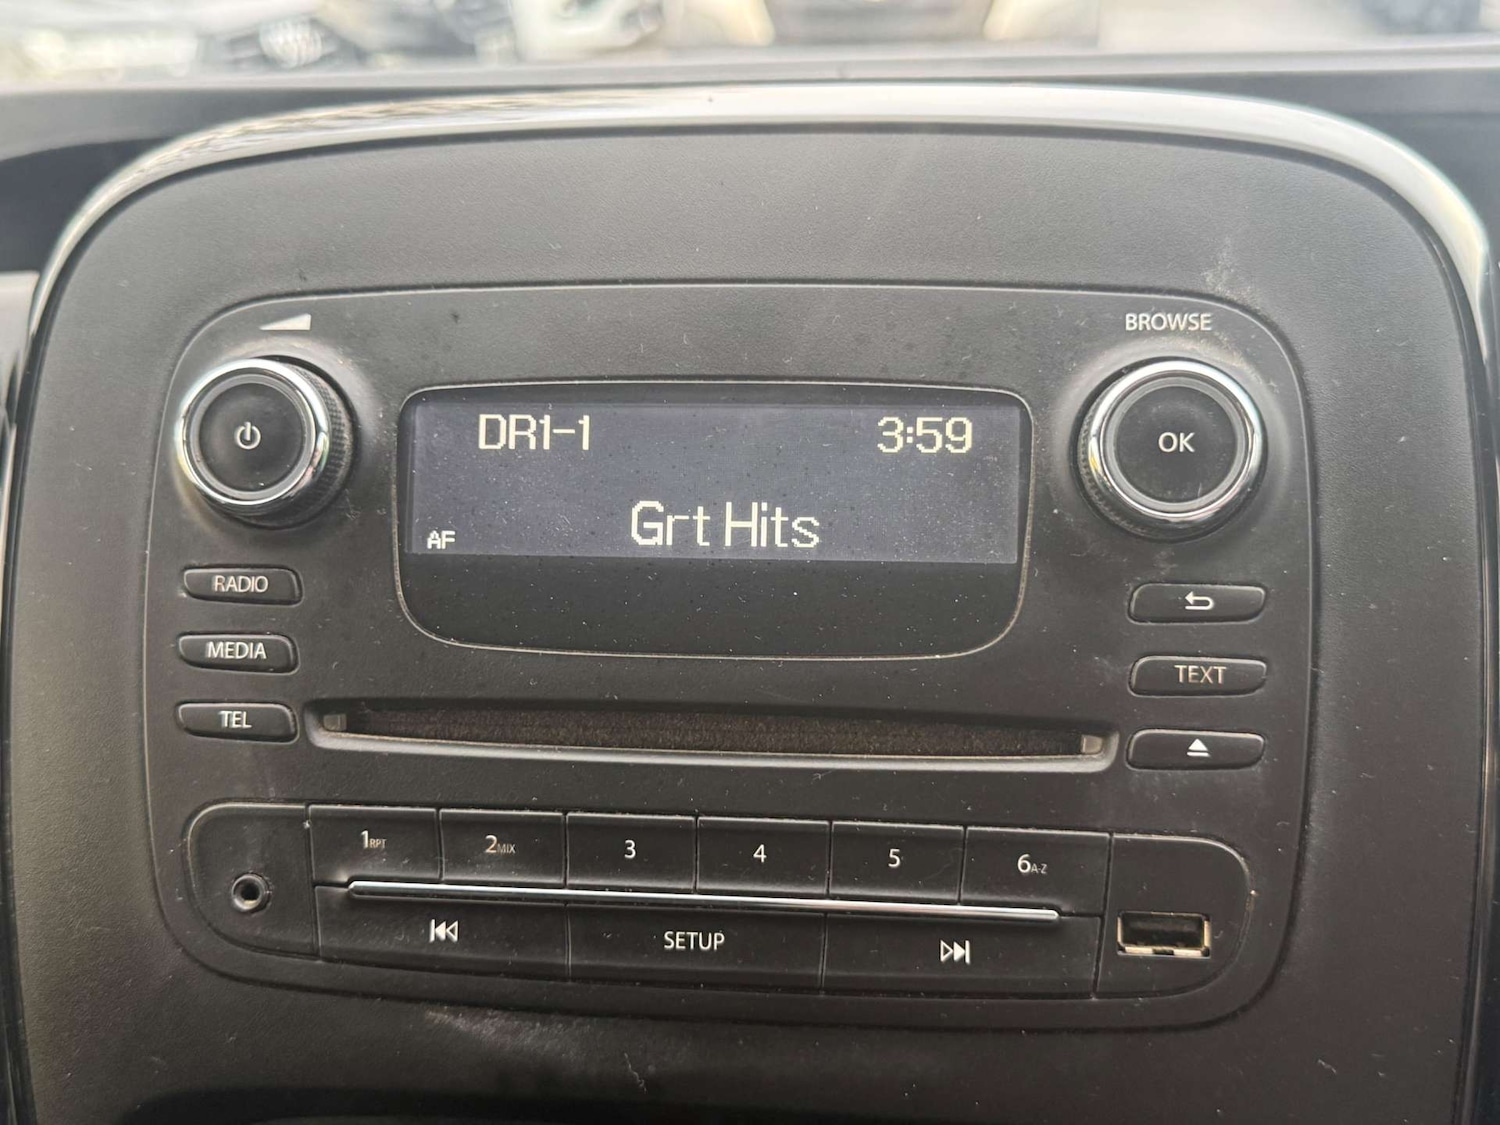 BROWSE
DR1-1 3:59
OK
AF Grt Hits
RADIO
MEDIA
TEXT
TEL
1RPT 2MIX 3 4 5 6A-Z
SETUP